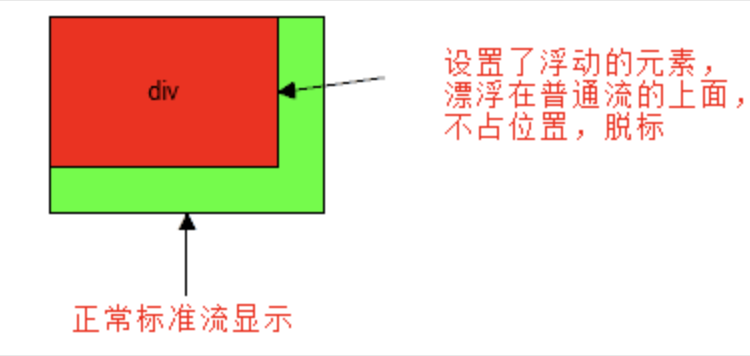 div
设置了浮动的元素，
漂浮在普通流的上面，
不占位置，脱标
正常标准流显示